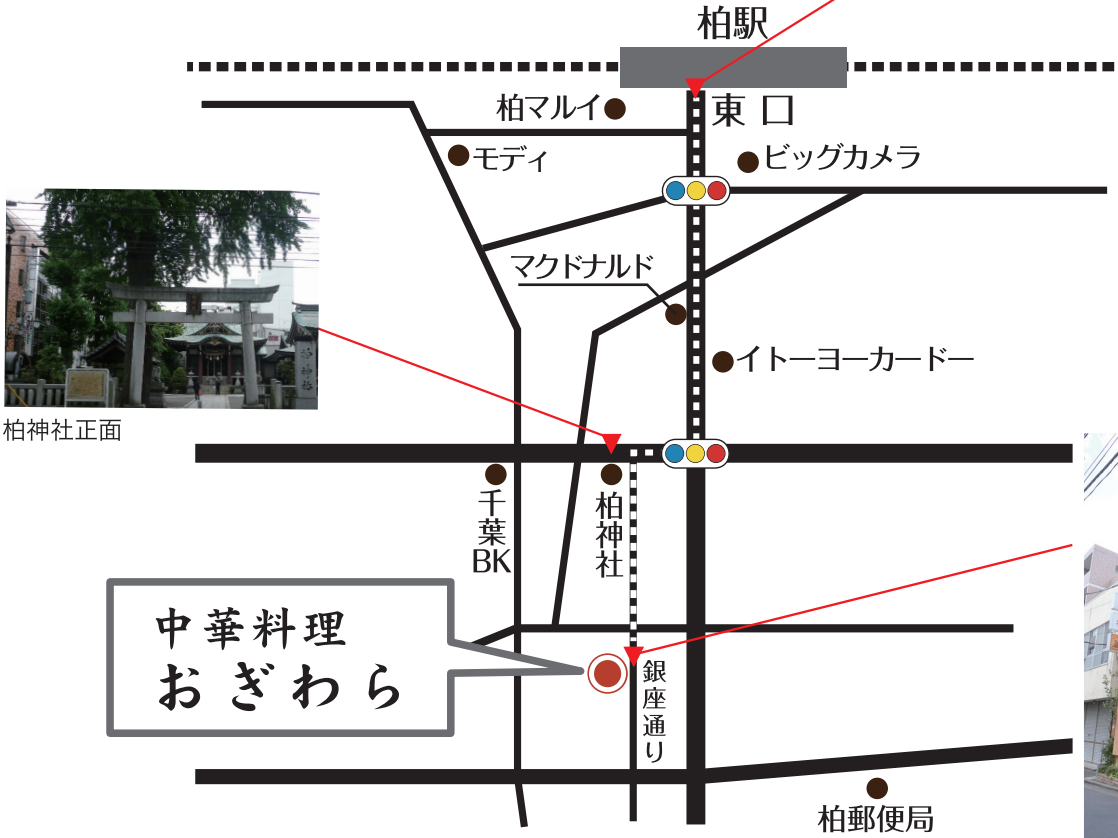 柏駅
東口
柏マルイ
モディ
ビッグカメラ
マクドナルド
イトーヨーカードー
柏神社正面
千葉BK
柏神社
中華料理
おぎわら
銀座通り
柏郵便局